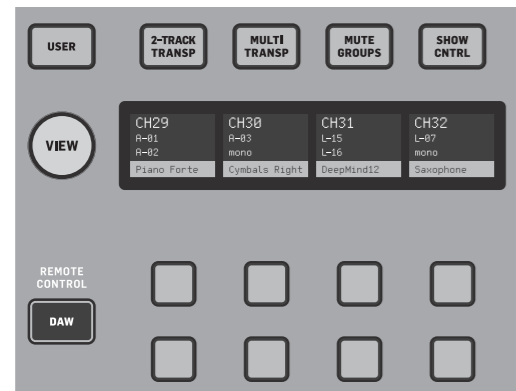 USER
2-TRACK
TRANSP
MULTI
TRANSP
MUTE
GROUPS
SHOW
CNTRL
VIEW
CH29
A-01
A-02
Piano Forte
CH30
A-03
mono
Cymbals Right
CH31
L-15
L-16
DeepMind12
CH32
L-07
mono
Saxophone
REMOTE
CONTROL
DAW